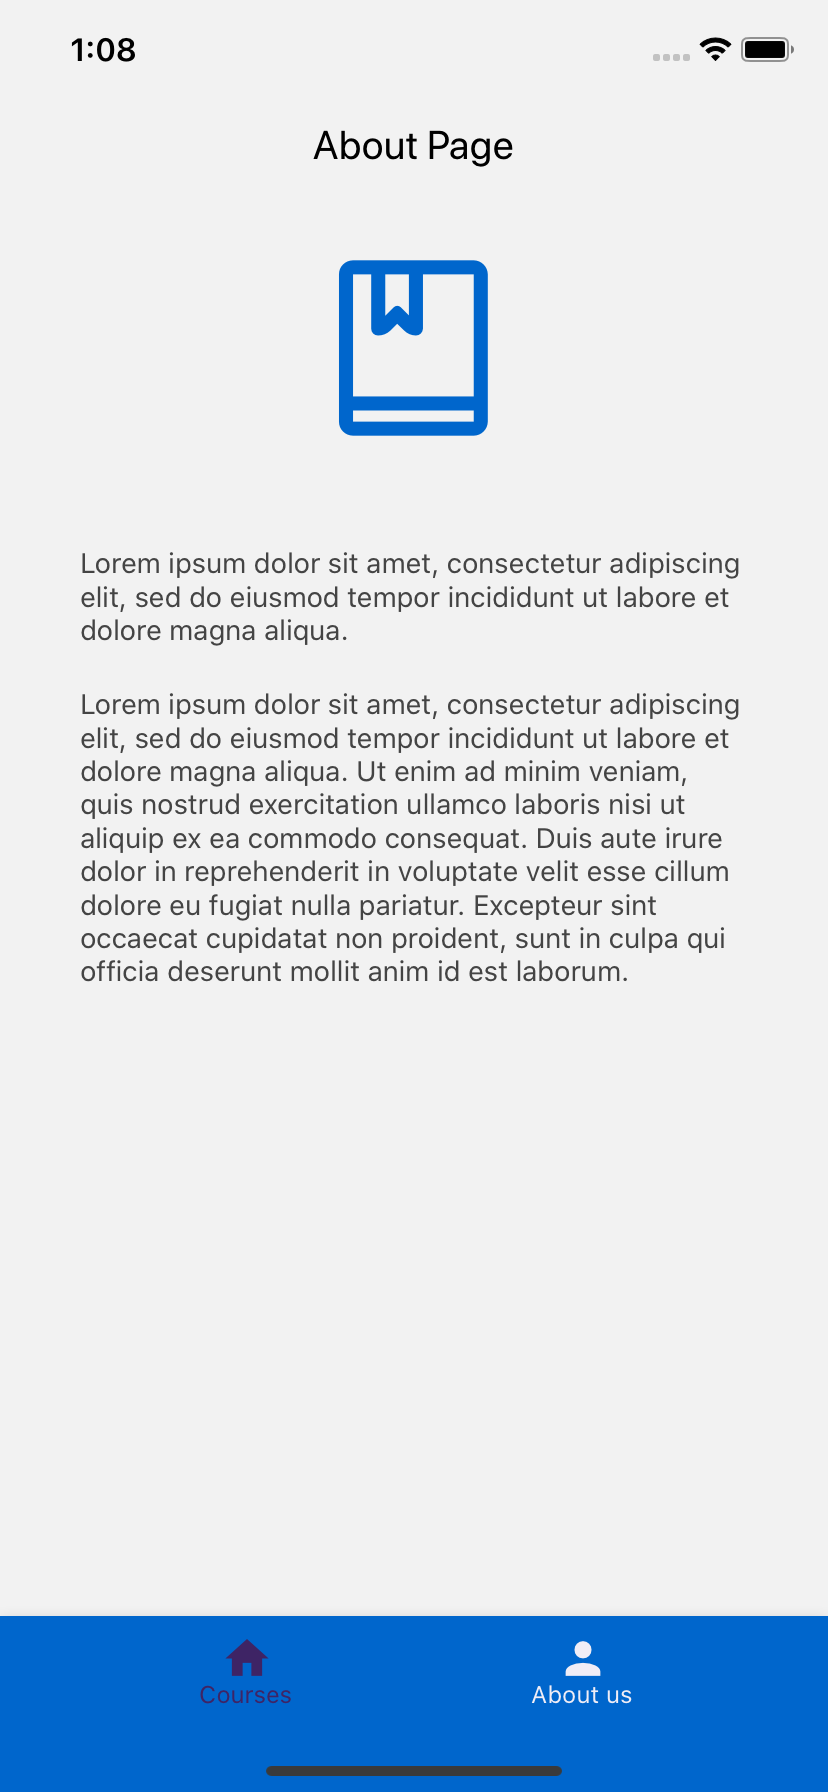 1:08
About Page
Lorem ipsum dolor sit amet, consectetur adipiscing
elit, sed do eiusmod tempor incididunt ut labore et
dolore magna aliqua.
Lorem ipsum dolor sit amet, consectetur adipiscing
elit, sed do eiusmod tempor incididunt ut labore et
dolore magna aliqua. Ut enim ad minim veniam,
quis nostrud exercitation ullamco laboris nisi ut
aliquip ex ea commodo consequat. Duis aute irure
dolor in reprehenderit in voluptate velit esse cillum
dolore eu fugiat nulla pariatur. Excepteur sint
occaecat cupidatat non proident, sunt in culpa qui
officia deserunt mollit anim id est laborum.
Courses
About us